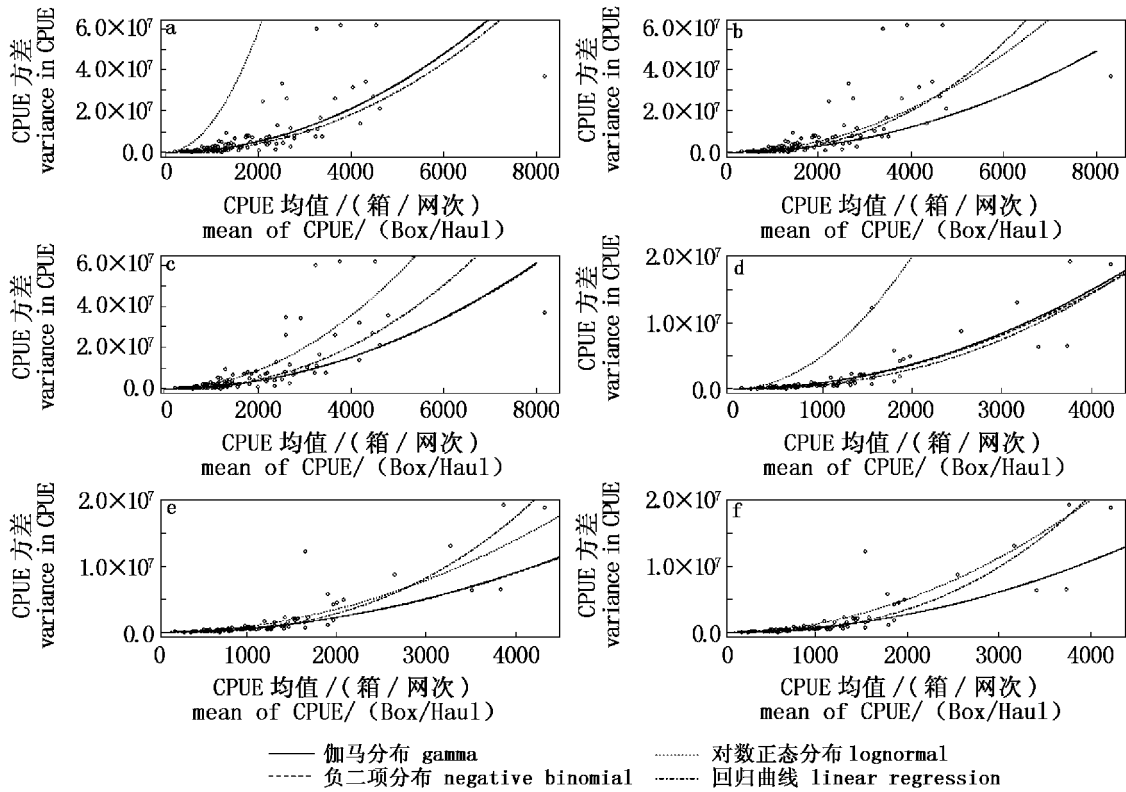 CPUE 方差
variance in CPUE
a
6.0×10⁷
4.0×10⁷
2.0×10⁷
0.0
0 2000 4000 6000 8000
CPUE 均值/(箱/网次)
mean of CPUE/ (Box/Haul)
CPUE 方差
variance in CPUE
b
6.0×10⁷
4.0×10⁷
2.0×10⁷
0.0
0 2000 4000 6000 8000
CPUE 均值/(箱/网次)
mean of CPUE/ (Box/Haul)
CPUE 方差
variance in CPUE
c
6.0×10⁷
4.0×10⁷
2.0×10⁷
0.0
0 2000 4000 6000 8000
CPUE 均值/(箱/网次)
mean of CPUE/ (Box/Haul)
CPUE 方差
variance in CPUE
d
2.0×10⁷
1.0×10⁷
0.0
0 1000 2000 3000 4000
CPUE 均值/(箱/网次)
mean of CPUE/ (Box/Haul)
CPUE 方差
variance in CPUE
e
2.0×10⁷
1.0×10⁷
0.0
0 1000 2000 3000 4000
CPUE 均值/(箱/网次)
mean of CPUE/ (Box/Haul)
CPUE 方差
variance in CPUE
f
2.0×10⁷
1.0×10⁷
0.0
0 1000 2000 3000 4000
CPUE 均值/(箱/网次)
mean of CPUE/ (Box/Haul)
伽马分布 gamma
对数正态分布 lognormal
负二项分布 negative binomial
回归曲线 linear regression